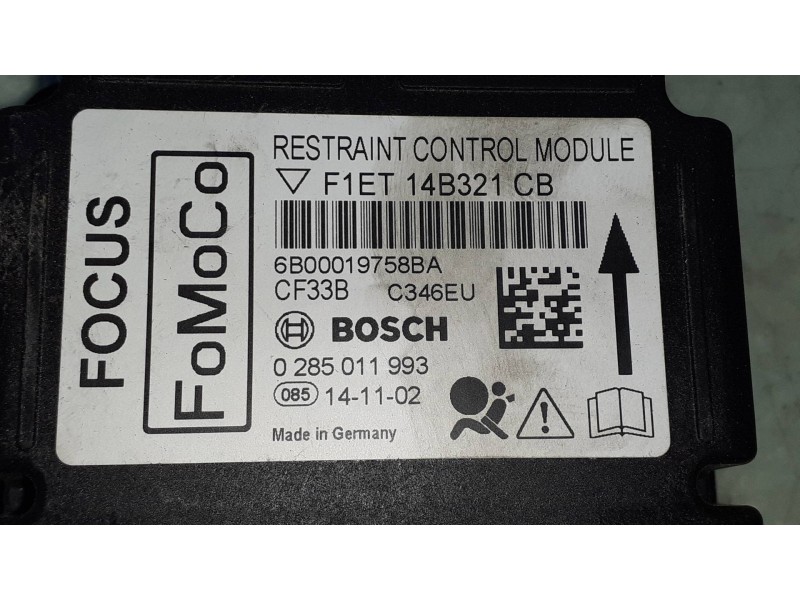 FOCUS
FoMoCo
RESTRAINT CONTROL MODULE
F1ET 14B321 CB
6B00019758BA
CF33B C346EU
BOSCH
0 285 011 993
085 14-11-02
Made in Germany